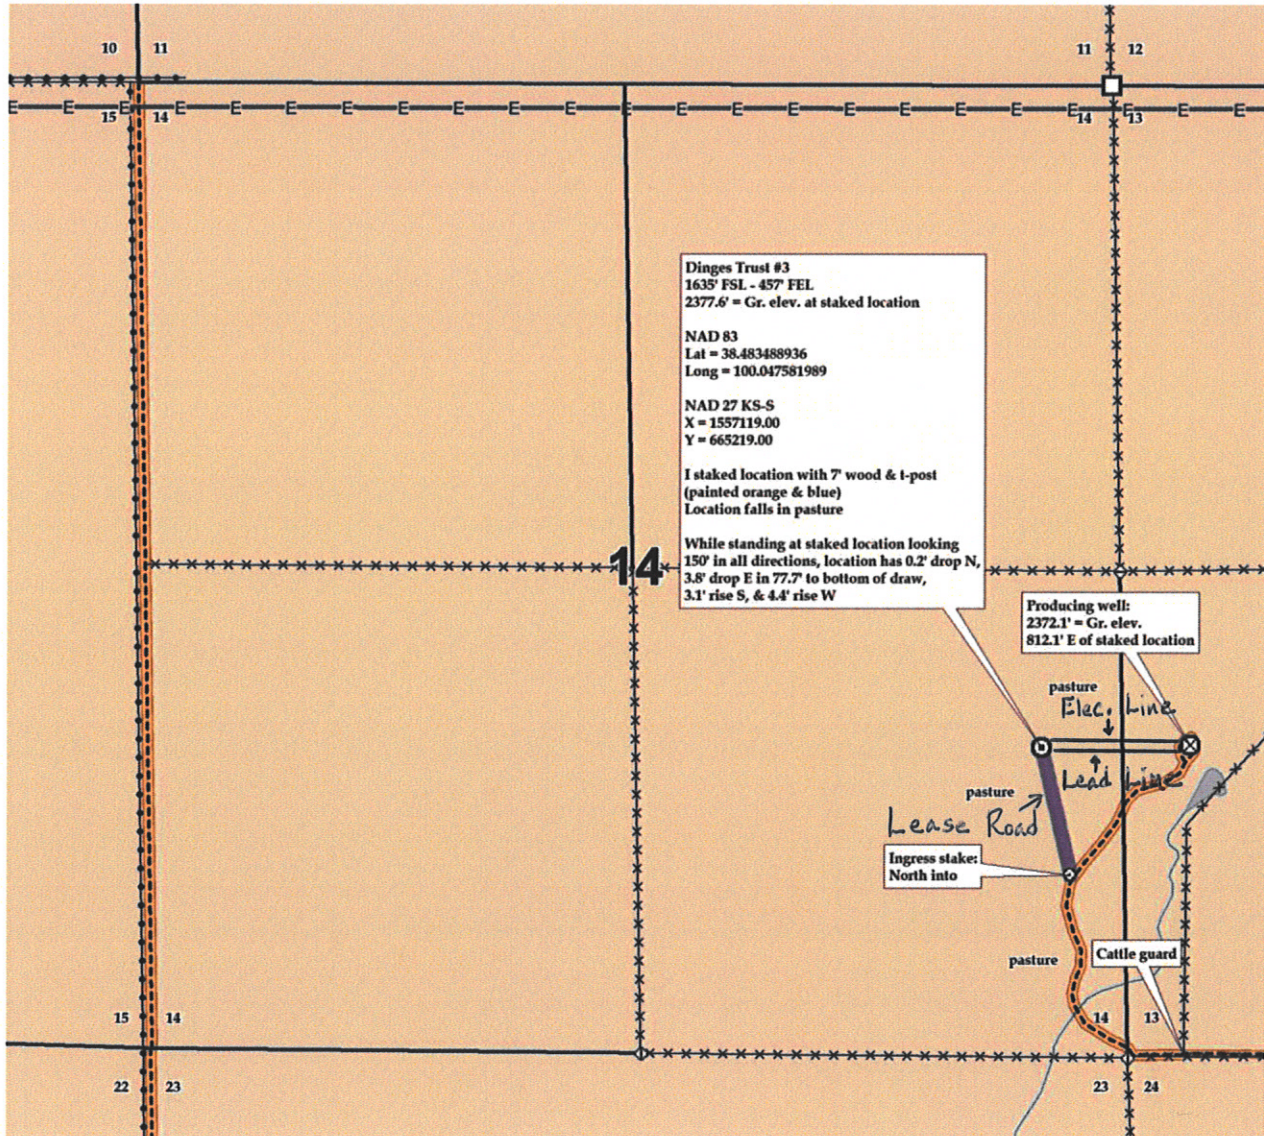 10 11
11 12
E E E E E E E E E E E E E E E E E E E E E E E
15 14
14 13
Dinges Trust #3
1635' FSL - 457' FEL
2377.6' = Gr. elev. at staked location
NAD 83
Lat = 38.483488936
Long = 100.047581989
NAD 27 KS-S
X = 1557119.00
Y = 665219.00
I staked location with 7' wood & t-post
(painted orange & blue)
Location falls in pasture
While standing at staked location looking
150' in all directions, location has 0.2' drop N,
3.8' drop E in 77.7' to bottom of draw,
3.1' rise S, & 4.4' rise W
14
Producing well:
2372.1' = Gr. elev.
812.1' E of staked location
pasture
Elec. Line
Lead Line
pasture
Lease Road
Ingress stake:
North into
pasture
Cattle guard
15 14
14 13
22 23
23 24